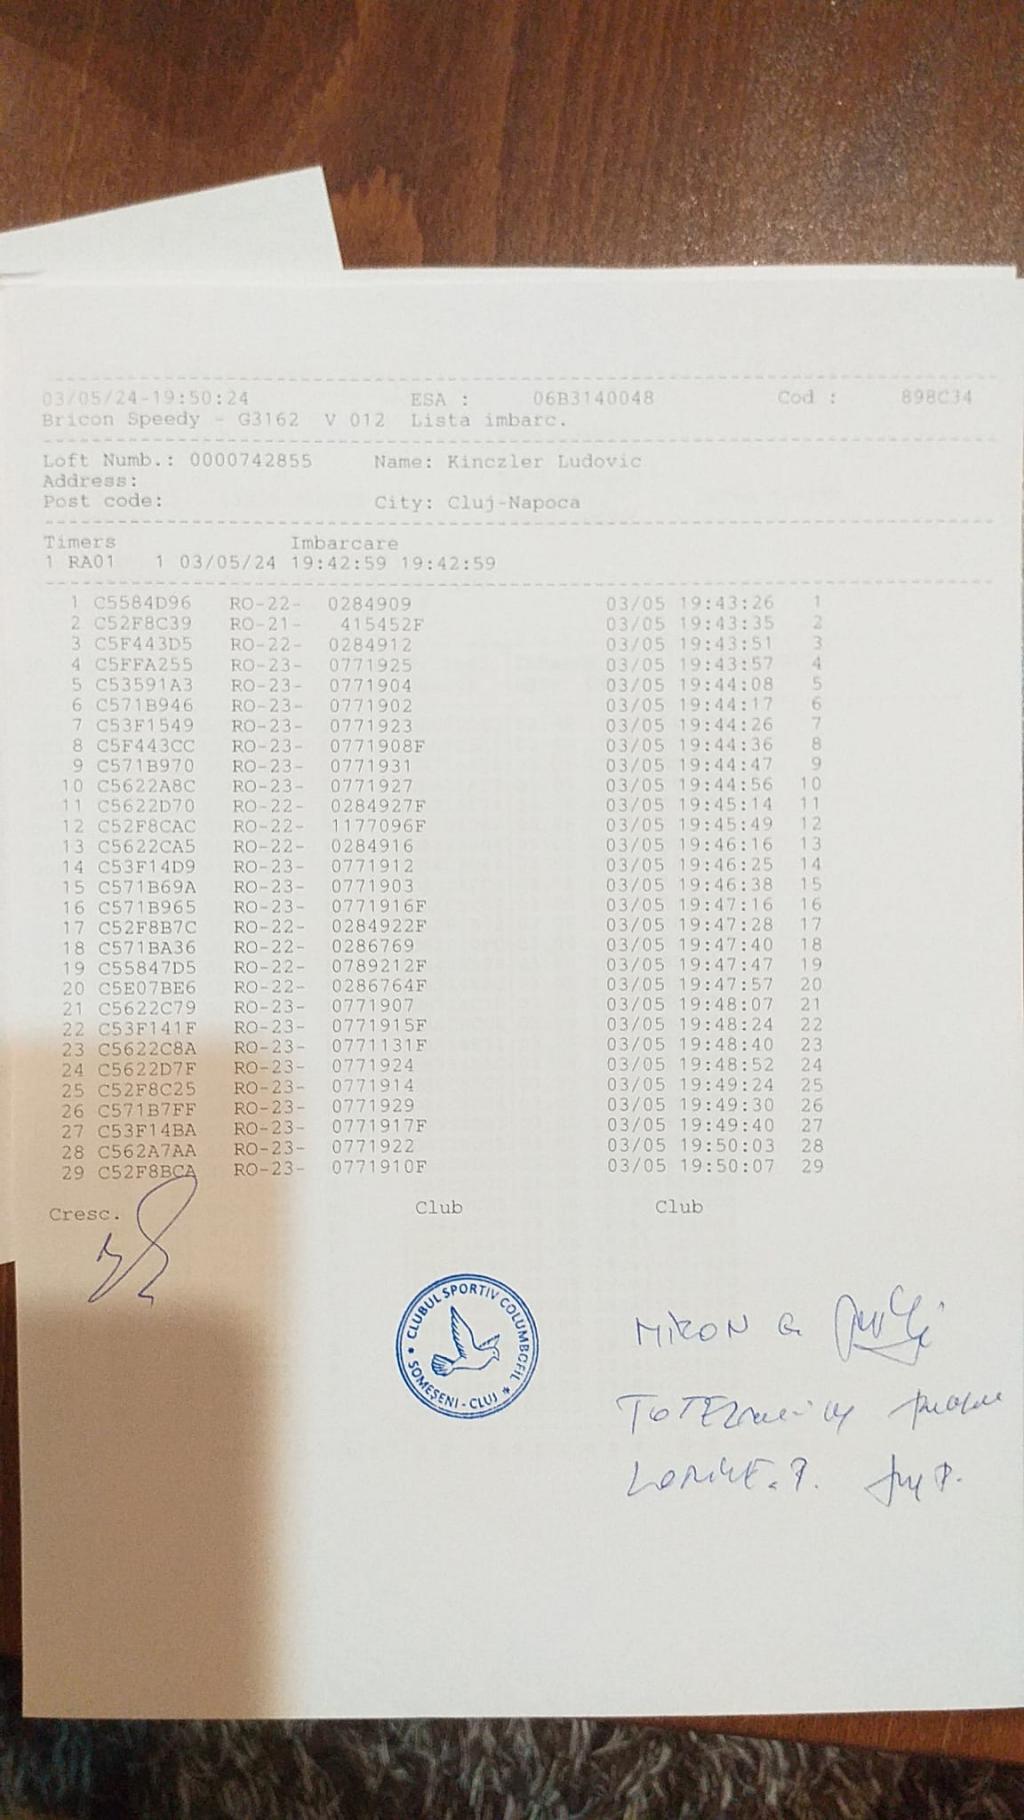 03/05/24-19:50:24 ESA : 06B3140048 Cod : 898C34
Bricon Speedy - G3162 V 012 Lista imbarc.
Loft Numb.: 0000742855 Name: Kinczler Ludovic
Address:
Post code: City: Cluj-Napoca
Timers Imbarcare
1 RA01 1 03/05/24 19:42:59 19:42:59
1 C5584D96 RO-22- 0284909 03/05 19:43:26 1
2 C52F8C39 RO-21- 415452F 03/05 19:43:35 2
3 C5F443D5 RO-22- 0284912 03/05 19:43:51 3
4 C5FFA255 RO-23- 0771925 03/05 19:43:57 4
5 C53591A3 RO-23- 0771904 03/05 19:44:08 5
6 C571B946 RO-23- 0771902 03/05 19:44:17 6
7 C53F1549 RO-23- 0771923 03/05 19:44:26 7
8 C5F443CC RO-23- 0771908F 03/05 19:44:36 8
9 C571B970 RO-23- 0771931 03/05 19:44:47 9
10 C5622A8C RO-23- 0771927 03/05 19:44:56 10
11 C5622D70 RO-22- 0284927F 03/05 19:45:14 11
12 C52F8CAC RO-22- 1177096F 03/05 19:45:49 12
13 C5622CA5 RO-22- 0284916 03/05 19:46:16 13
14 C53F14D9 RO-23- 0771912 03/05 19:46:25 14
15 C571B69A RO-23- 0771903 03/05 19:46:38 15
16 C571B965 RO-23- 0771916F 03/05 19:47:16 16
17 C52F8B7C RO-22- 0284922F 03/05 19:47:28 17
18 C571BA36 RO-22- 0286769 03/05 19:47:40 18
19 C55847D5 RO-22- 0789212F 03/05 19:47:47 19
20 C5E07BE6 RO-22- 0286764F 03/05 19:47:57 20
21 C5622C79 RO-23- 0771907 03/05 19:48:07 21
22 C53F141F RO-23- 0771915F 03/05 19:48:24 22
23 C5622C8A RO-23- 0771131F 03/05 19:48:40 23
24 C5622D7F RO-23- 0771924 03/05 19:48:52 24
25 C52F8C25 RO-23- 0771914 03/05 19:49:24 25
26 C571B7FF RO-23- 0771929 03/05 19:49:30 26
27 C53F14BA RO-23- 0771917F 03/05 19:49:40 27
28 C562A7AA RO-23- 0771922 03/05 19:50:03 28
29 C52F8BCA RO-23- 0771910F 03/05 19:50:07 29
Cresc. Club Club
CLUBUL SPORTIV COLUMBOFIL
SOMEȘENI - CLUJ
MIRON G